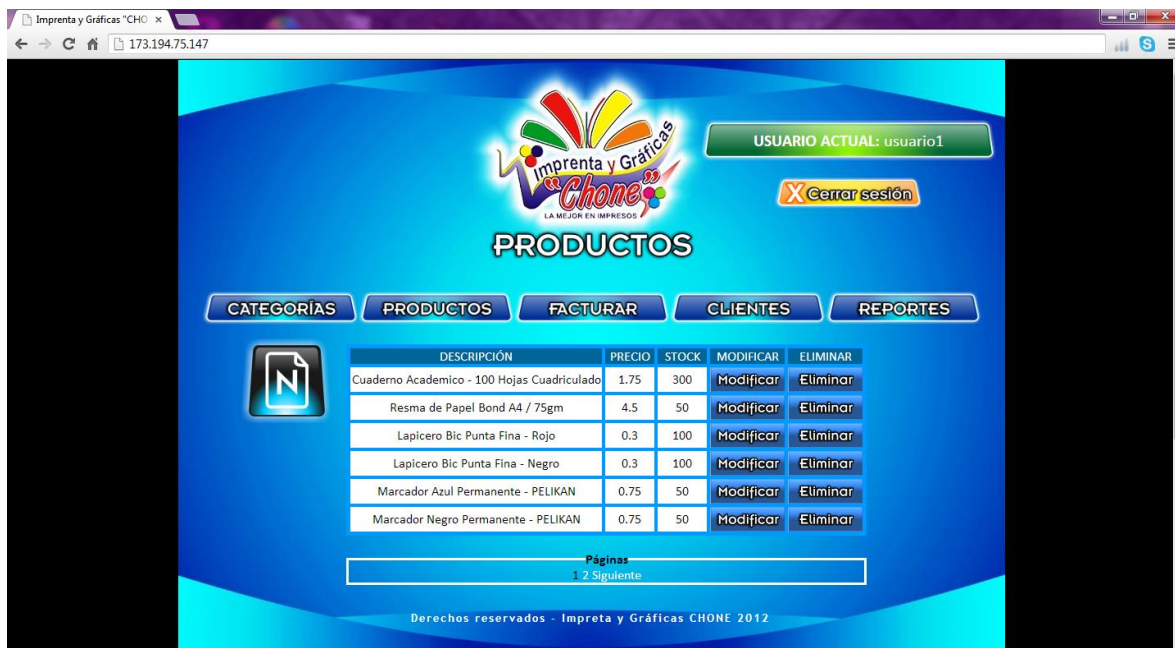 Imprenta y Gráficas "CHO
173.194.75.147
Imprenta y Gráficas
"Chone"
LA MEJOR EN IMPRESOS
USUARIO ACTUAL: usuario1
X Cerrar sesión
PRODUCTOS
CATEGORÍAS PRODUCTOS FACTURAR CLIENTES REPORTES
N
DESCRIPCIÓN PRECIO STOCK MODIFICAR ELIMINAR
Cuaderno Academico - 100 Hojas Cuadriculado 1.75 300 Modificar Eliminar
Resma de Papel Bond A4 / 75gm 4.5 50 Modificar Eliminar
Lapicero Bic Punta Fina - Rojo 0.3 100 Modificar Eliminar
Lapicero Bic Punta Fina - Negro 0.3 100 Modificar Eliminar
Marcador Azul Permanente - PELIKAN 0.75 50 Modificar Eliminar
Marcador Negro Permanente - PELIKAN 0.75 50 Modificar Eliminar
Páginas
1 2 Siguiente
Derechos reservados - Impreta y Gráficas CHONE 2012